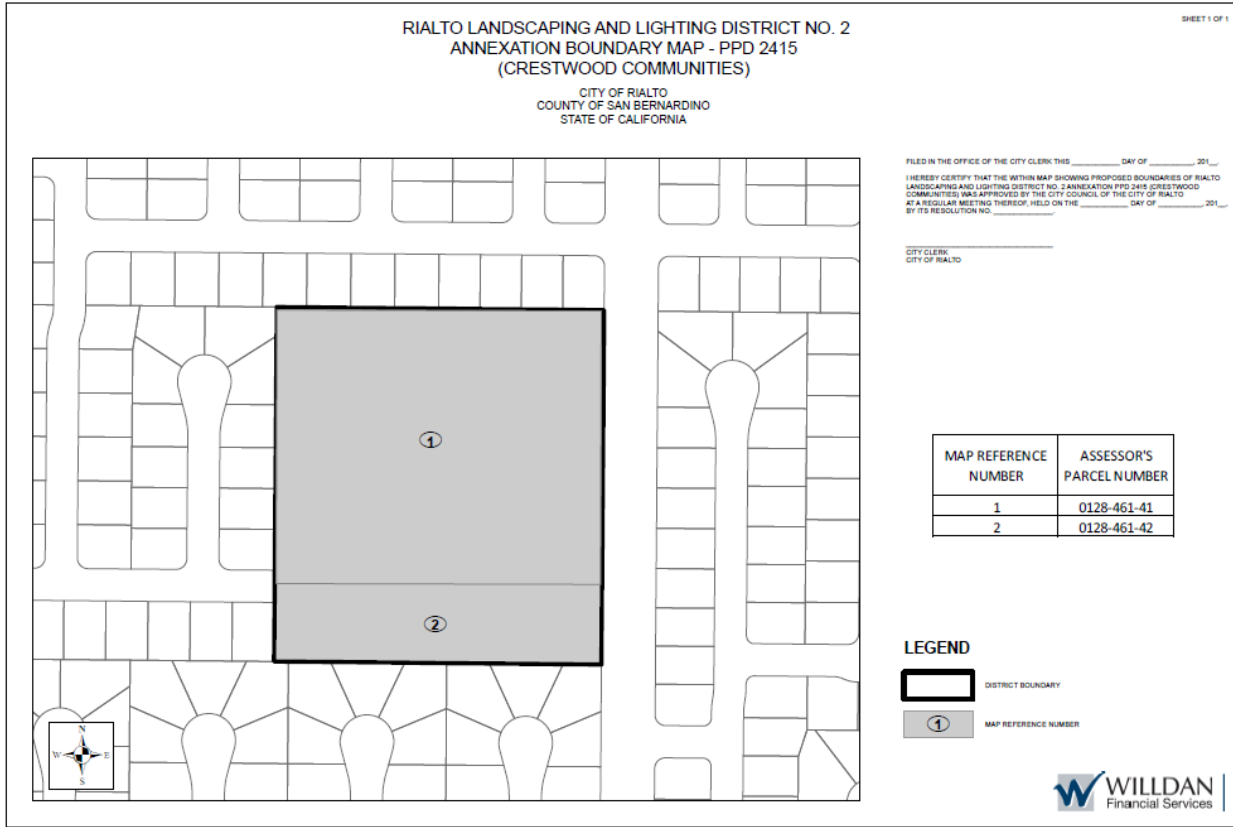 SHEET 1 OF 1
RIALTO LANDSCAPING AND LIGHTING DISTRICT NO. 2
ANNEXATION BOUNDARY MAP - PPD 2415
(CRESTWOOD COMMUNITIES)
CITY OF RIALTO
COUNTY OF SAN BERNARDINO
STATE OF CALIFORNIA
FILED IN THE OFFICE OF THE CITY CLERK THIS ____________ DAY OF __________, 201__.
I HEREBY CERTIFY THAT THE WITHIN MAP SHOWING PROPOSED BOUNDARIES OF RIALTO
LANDSCAPING AND LIGHTING DISTRICT NO. 2 ANNEXATION PPD 2415 (CRESTWOOD
COMMUNITIES) WAS APPROVED BY THE CITY COUNCIL OF THE CITY OF RIALTO
AT A REGULAR MEETING THEREOF, HELD ON THE ____________ DAY OF __________, 201__,
BY ITS RESOLUTION NO. ______________.
CITY CLERK
CITY OF RIALTO
1
2
N
W E
S
MAP REFERENCE NUMBER ASSESSOR'S PARCEL NUMBER
1 0128-461-41
2 0128-461-42
LEGEND
DISTRICT BOUNDARY
1 MAP REFERENCE NUMBER
WILLDAN
Financial Services